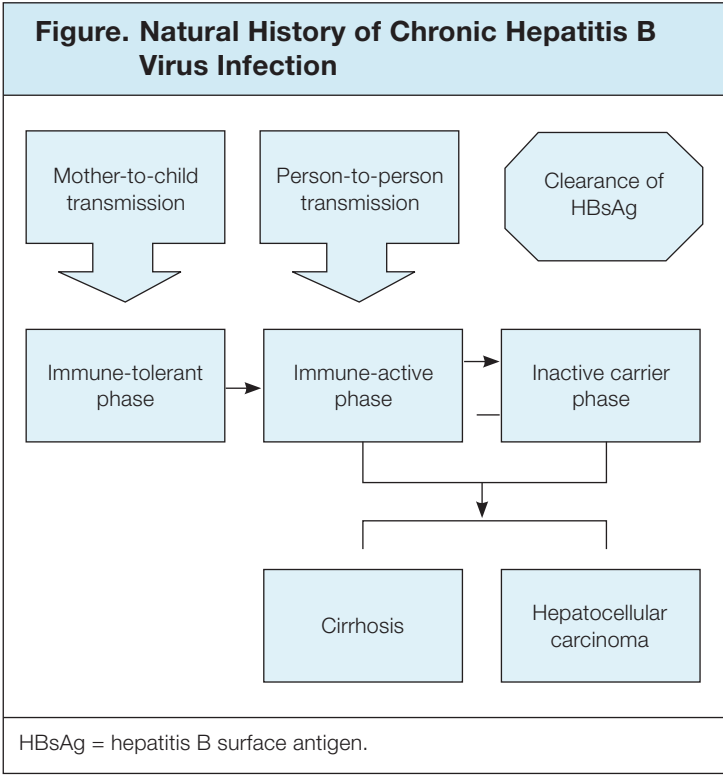 Figure. Natural History of Chronic Hepatitis B
Virus Infection
Mother-to-child
transmission
Person-to-person
transmission
Clearance of
HBsAg
Immune-tolerant
phase
Immune-active
phase
Inactive carrier
phase
Cirrhosis
Hepatocellular
carcinoma
HBsAg = hepatitis B surface antigen.